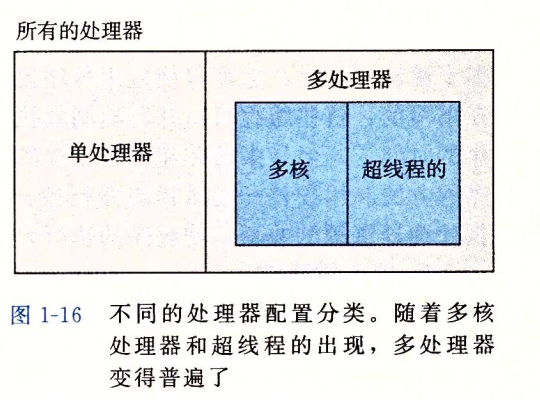 所有的处理器
多处理器
单处理器
多核
超线程的
图 1-16 不同的处理器配置分类。随着多核
处理器和超线程的出现，多处理器
变得普遍了